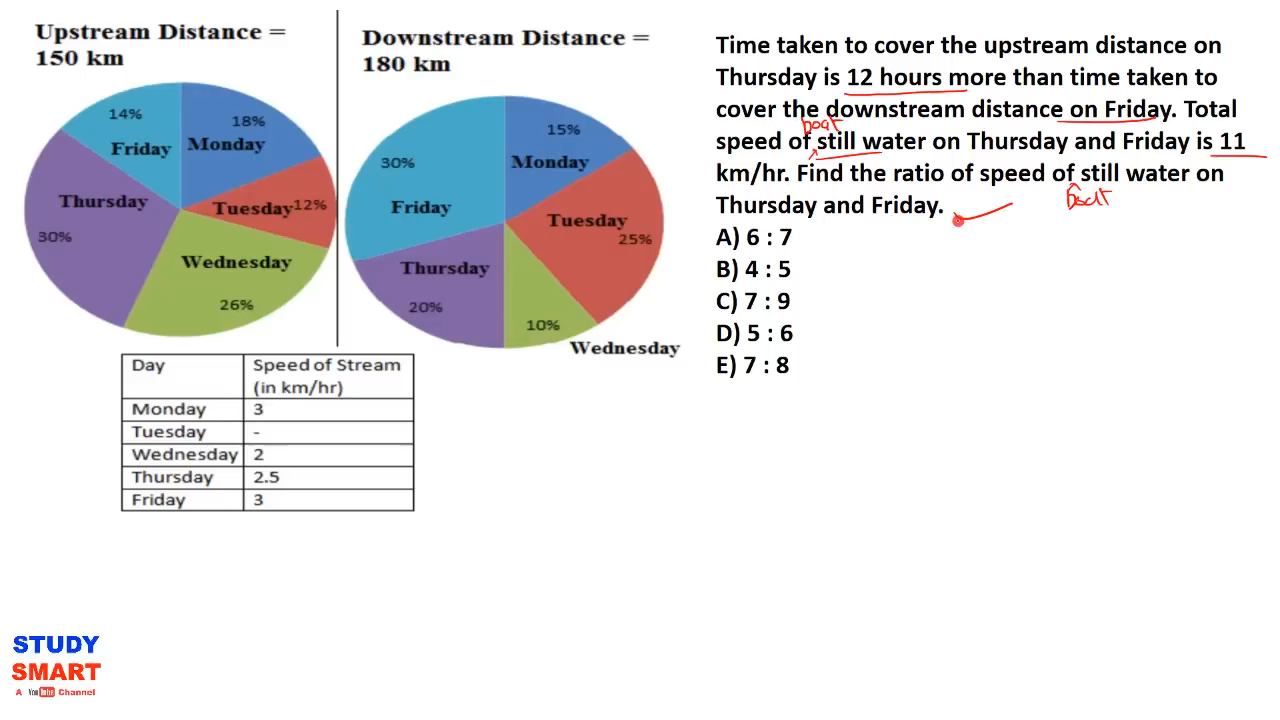 Upstream Distance =
150 km
14%
18%
Friday
Monday
Thursday
Tuesday
12%
30%
Wednesday
26%
Downstream Distance =
180 km
15%
30%
Monday
Friday
Tuesday
25%
Thursday
20%
10%
Wednesday
Day Speed of Stream
(in km/hr)
Monday 3
Tuesday -
Wednesday 2
Thursday 2.5
Friday 3
Time taken to cover the upstream distance on
Thursday is 12 hours more than time taken to
cover the downstream distance on Friday. Total
boat
speed of still water on Thursday and Friday is 11
km/hr. Find the ratio of speed of still water on
boat
Thursday and Friday.
A) 6 : 7
B) 4 : 5
C) 7 : 9
D) 5 : 6
E) 7 : 8
STUDY
SMART
A YouTube Channel